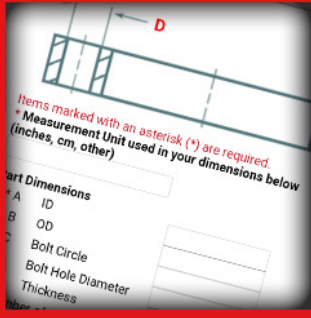 D
Items marked with an asterisk (*) are required.
* Measurement Unit used in your dimensions below
(inches, cm, other)
art Dimensions
* A ID
B OD
C Bolt Circle
Bolt Hole Diameter
Thickness